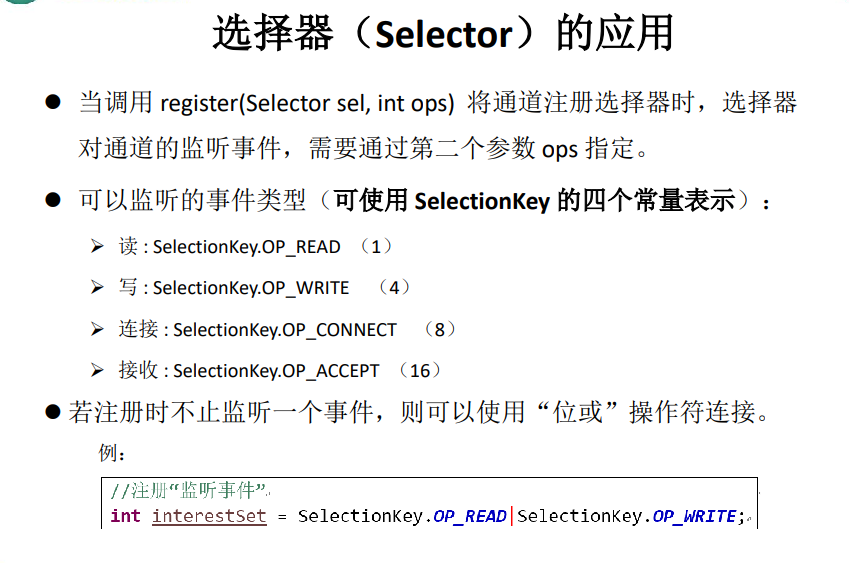 选择器（Selector）的应用
● 当调用 register(Selector sel, int ops) 将通道注册选择器时，选择器
对通道的监听事件，需要通过第二个参数 ops 指定。
● 可以监听的事件类型（可使用 SelectionKey 的四个常量表示）：
➢ 读 : SelectionKey.OP_READ （1）
➢ 写 : SelectionKey.OP_WRITE （4）
➢ 连接 : SelectionKey.OP_CONNECT （8）
➢ 接收 : SelectionKey.OP_ACCEPT （16）
● 若注册时不止监听一个事件，则可以使用“位或”操作符连接。
例：
//注册“监听事件”
int interestSet = SelectionKey.OP_READ|SelectionKey.OP_WRITE;